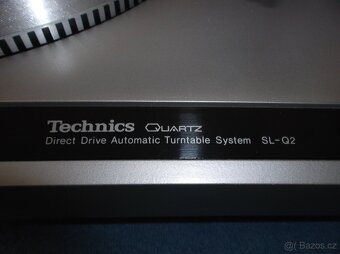 Technics QUARTZ
Direct Drive Automatic Turntable System SL-Q2
Bazos.cz